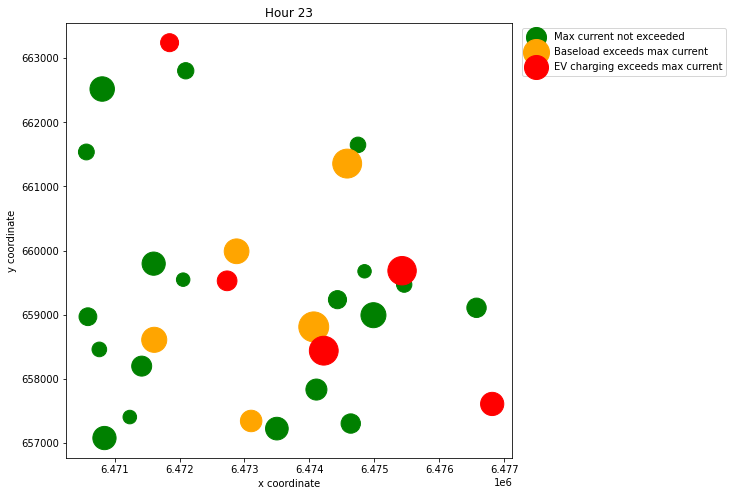 Hour 23
Max current not exceeded
Baseload exceeds max current
EV charging exceeds max current
663000
662000
661000
660000
659000
658000
657000
y coordinate
6.471 6.472 6.473 6.474 6.475 6.476 6.477
1e6
x coordinate